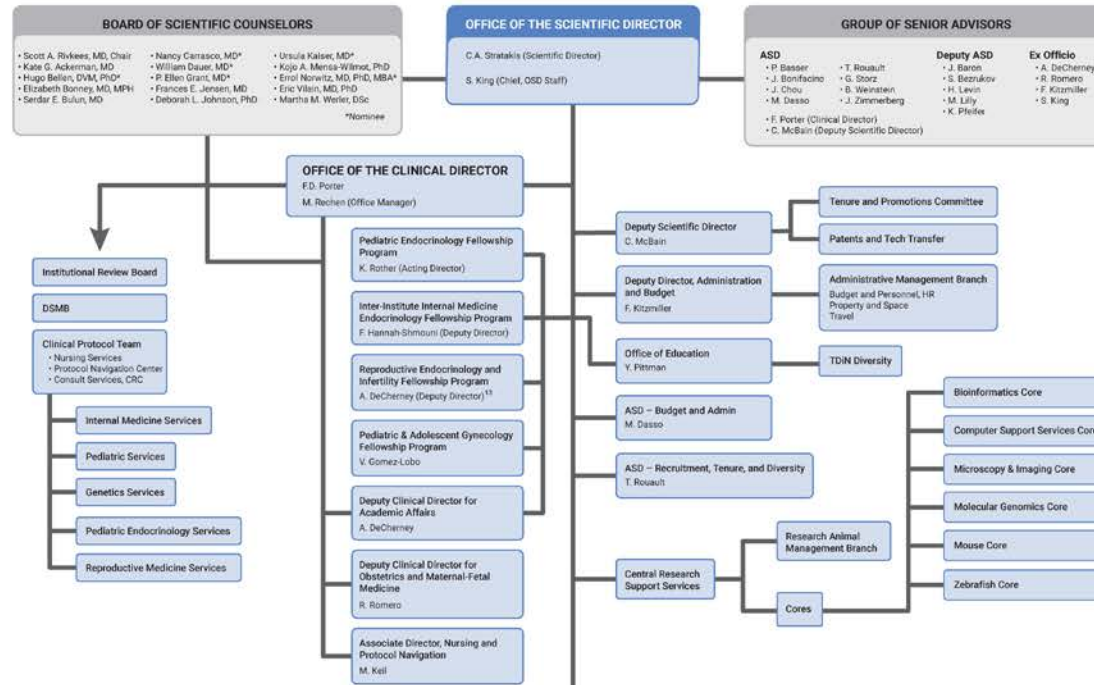 BOARD OF SCIENTIFIC COUNSELORS
• Scott A. Rivkees, MD, Chair
• Kate G. Ackerman, MD
• Hugo Bellen, DVM, PhD*
• Elizabeth Bonney, MD, MPH
• Serdar E. Bulun, MD
• Nancy Carrasco, MD*
• William Dauer, MD*
• P. Ellen Grant, MD*
• Frances E. Jensen, MD
• Deborah L. Johnson, PhD
• Ursula Kaiser, MD*
• Kojo A. Mensa-Wilmot, PhD
• Errol Norwitz, MD, PhD, MBA*
• Eric Vilain, MD, PhD
• Martha M. Werler, DSc
*Nominee
OFFICE OF THE SCIENTIFIC DIRECTOR
C.A. Stratakis (Scientific Director)
S. King (Chief, OSD Staff)
GROUP OF SENIOR ADVISORS
ASD
• P. Basser
• J. Bonifacino
• J. Chou
• M. Dasso
• T. Rouault
• G. Storz
• B. Weinstein
• J. Zimmerberg
• F. Porter (Clinical Director)
• C. McBain (Deputy Scientific Director)
Deputy ASD
• J. Baron
• S. Bezrukov
• H. Levin
• M. Lilly
• K. Pfeifer
Ex Officio
• A. DeCherney
• R. Romero
• F. Kitzmiller
• S. King
OFFICE OF THE CLINICAL DIRECTOR
F.D. Porter
M. Rechen (Office Manager)
Institutional Review Board
DSMB
Clinical Protocol Team
• Nursing Services
• Protocol Navigation Center
• Consult Services, CRC
Internal Medicine Services
Pediatric Services
Genetics Services
Pediatric Endocrinology Services
Reproductive Medicine Services
Pediatric Endocrinology Fellowship
Program
K. Rother (Acting Director)
Inter-Institute Internal Medicine
Endocrinology Fellowship Program
F. Hannah-Shmouni (Deputy Director)
Reproductive Endocrinology and
Infertility Fellowship Program
A. DeCherney (Deputy Director)
Pediatric & Adolescent Gynecology
Fellowship Program
V. Gomez-Lobo
Deputy Clinical Director for
Academic Affairs
A. DeCherney
Deputy Clinical Director for
Obstetrics and Maternal-Fetal
Medicine
R. Romero
Associate Director, Nursing and
Protocol Navigation
M. Keil
Deputy Scientific Director
C. McBain
Tenure and Promotions Committee
Patents and Tech Transfer
Deputy Director, Administration
and Budget
F. Kitzmiller
Administrative Management Branch
Budget and Personnel, HR
Property and Space
Travel
Office of Education
Y. Pittman
TDiN Diversity
ASD – Budget and Admin
M. Dasso
ASD – Recruitment, Tenure, and Diversity
T. Rouault
Central Research
Support Services
Research Animal
Management Branch
Cores
Bioinformatics Core
Computer Support Services Core
Microscopy & Imaging Core
Molecular Genomics Core
Mouse Core
Zebrafish Core